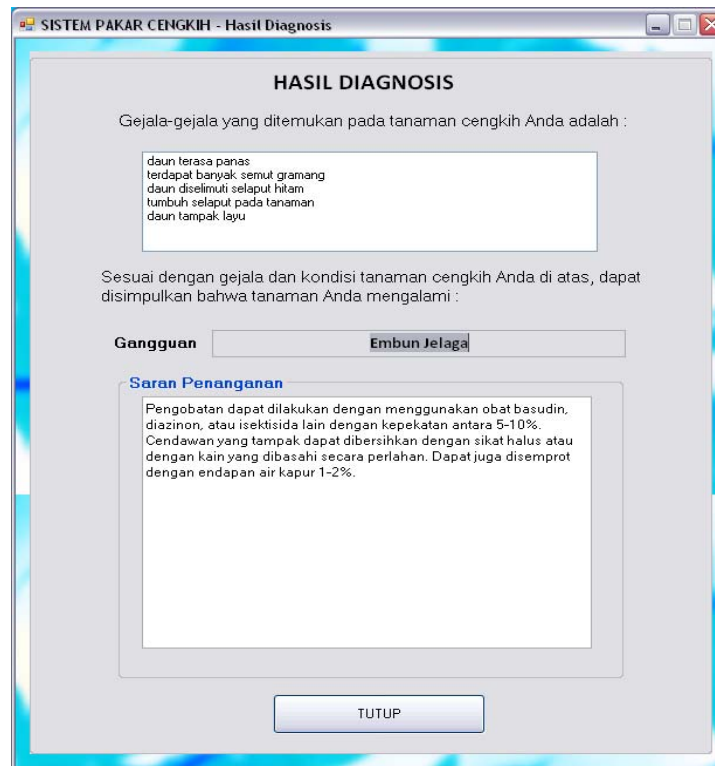 SISTEM PAKAR CENGKIH - Hasil Diagnosis
HASIL DIAGNOSIS
Gejala-gejala yang ditemukan pada tanaman cengkih Anda adalah :
daun terasa panas
terdapat banyak semut gramang
daun diselimuti selaput hitam
tumbuh selaput pada tanaman
daun tampak layu
Sesuai dengan gejala dan kondisi tanaman cengkih Anda di atas, dapat
disimpulkan bahwa tanaman Anda mengalami :
Gangguan Embun Jelaga
Saran Penanganan
Pengobatan dapat dilakukan dengan menggunakan obat basudin,
diazinon, atau isektisida lain dengan kepekatan antara 5-10%.
Cendawan yang tampak dapat dibersihkan dengan sikat halus atau
dengan kain yang dibasahi secara perlahan. Dapat juga disemprot
dengan endapan air kapur 1-2%.
TUTUP